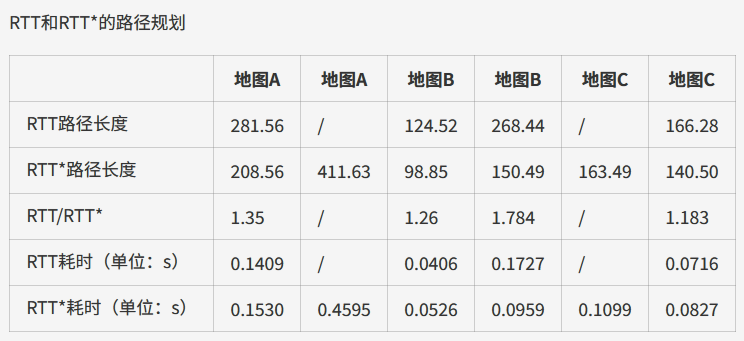 RTT和RTT*的路径规划
地图A 地图A 地图B 地图B 地图C 地图C
RTT路径长度 281.56 / 124.52 268.44 / 166.28
RTT*路径长度 208.56 411.63 98.85 150.49 163.49 140.50
RTT/RTT* 1.35 / 1.26 1.784 / 1.183
RTT耗时（单位：s） 0.1409 / 0.0406 0.1727 / 0.0716
RTT*耗时（单位：s） 0.1530 0.4595 0.0526 0.0959 0.1099 0.0827